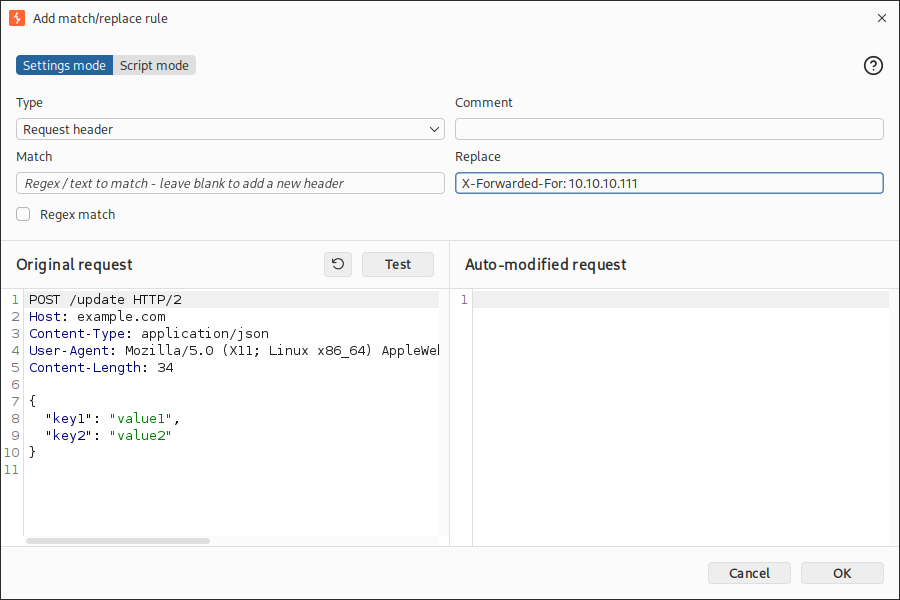 Add match/replace rule
Settings mode Script mode
Type
Comment
Request header
Match
Replace
Regex / text to match - leave blank to add a new header
X-Forwarded-For: 10.10.10.111
Regex match
Original request
Test
Auto-modified request
1 POST /update HTTP/2
2 Host: example.com
3 Content-Type: application/json
4 User-Agent: Mozilla/5.0 (X11; Linux x86_64) AppleWeb
5 Content-Length: 34
6
7 {
8 "key1": "value1",
9 "key2": "value2"
10 }
11
1
Cancel
OK